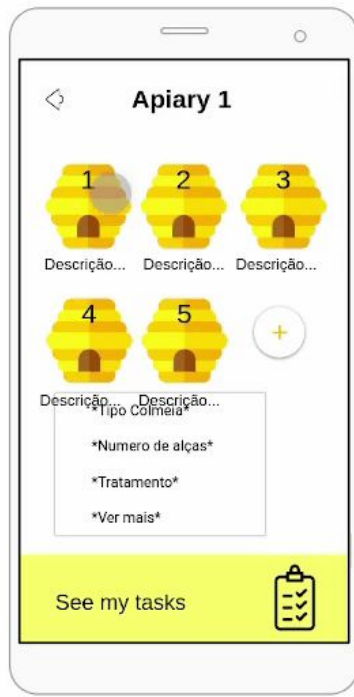 Apiary 1
1 2 3
Descrição... Descrição... Descrição...
4 5 +
Descrição... Descrição...
*Tipo Colmeia*
*Numero de alças*
*Tratamento*
*Ver mais*
See my tasks